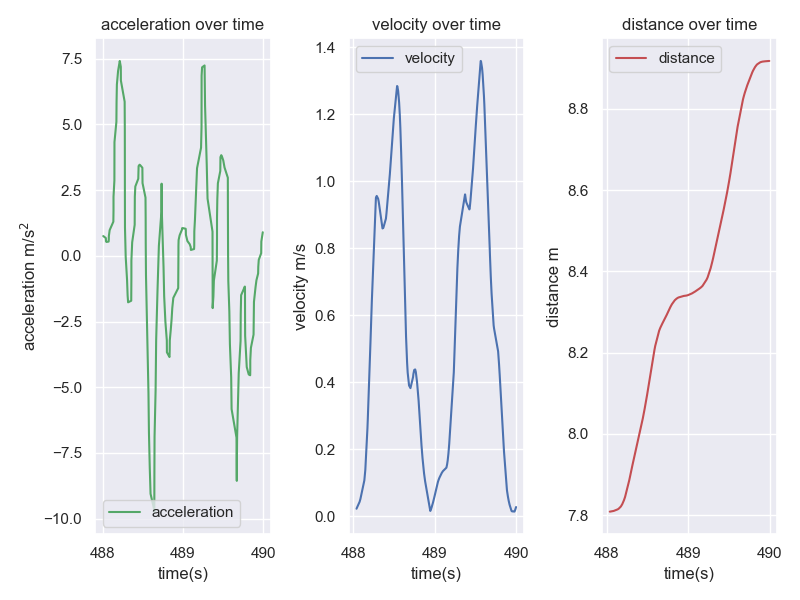 acceleration over time
acceleration m/s²
7.5
5.0
2.5
0.0
−2.5
−5.0
−7.5
−10.0
acceleration
488
489
490
time(s)
velocity over time
velocity m/s
velocity
1.4
1.2
1.0
0.8
0.6
0.4
0.2
0.0
488
489
490
time(s)
distance over time
distance m
distance
8.8
8.6
8.4
8.2
8.0
7.8
488
489
490
time(s)